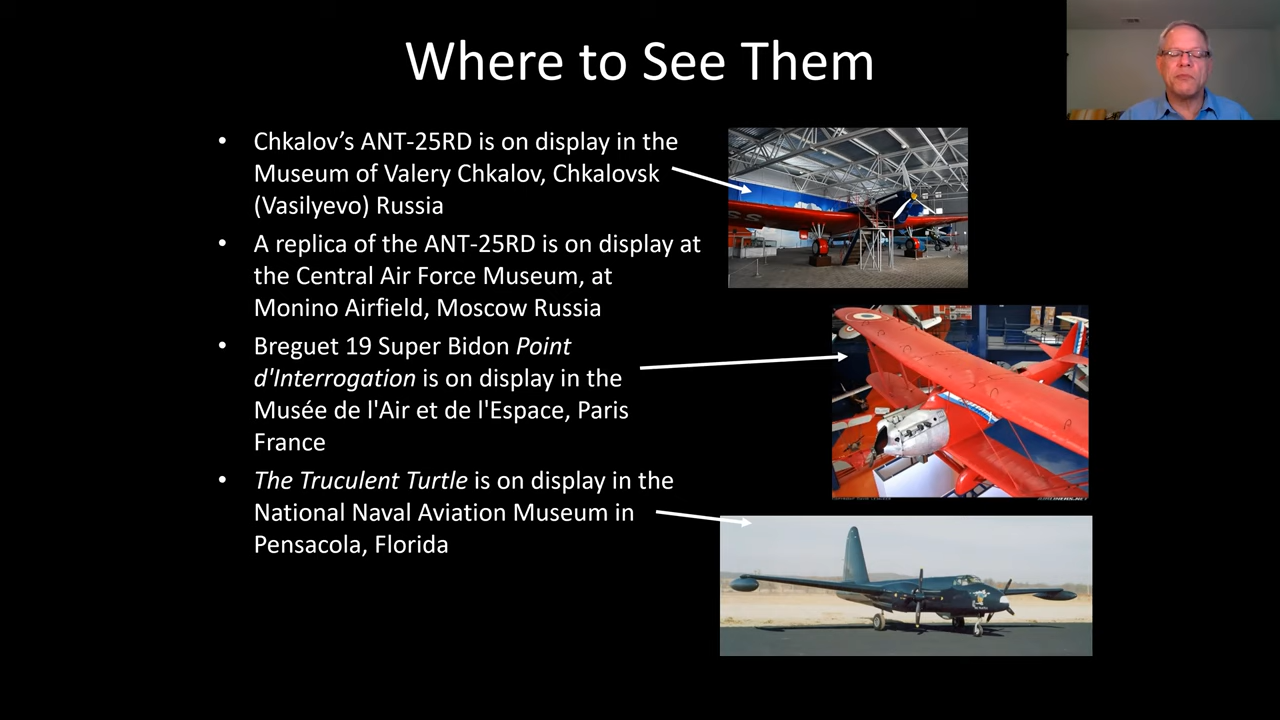 Where to See Them
• Chkalov’s ANT-25RD is on display in the
Museum of Valery Chkalov, Chkalovsk
(Vasilyevo) Russia
• A replica of the ANT-25RD is on display at
the Central Air Force Museum, at
Monino Airfield, Moscow Russia
• Breguet 19 Super Bidon Point
d'Interrogation is on display in the
Musée de l'Air et de l'Espace, Paris
France
• The Truculent Turtle is on display in the
National Naval Aviation Museum in
Pensacola, Florida